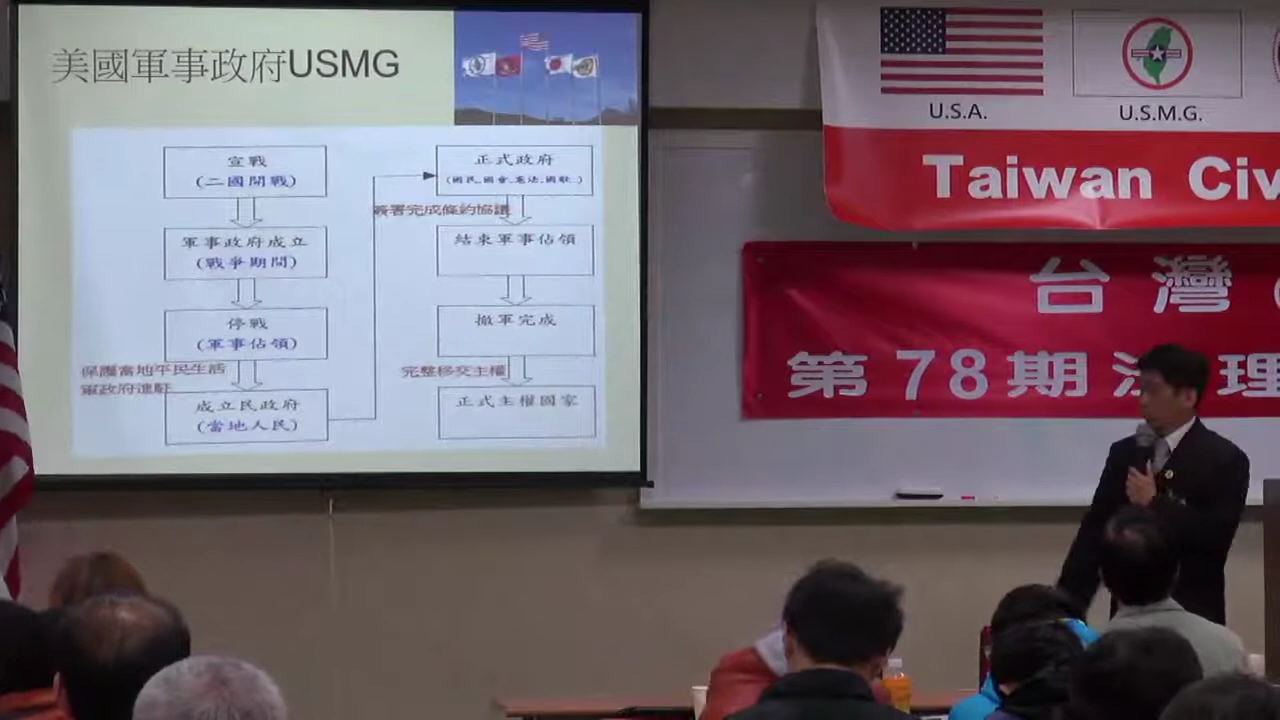 美國軍事政府USMG
宣戰
(二國開戰)
軍事政府成立
(戰爭期間)
停戰
(軍事佔領)
保護當地平民生活
軍政府進駐
成立民政府
(當地人民)
正式政府
簽署完成條約協議
結束軍事佔領
撤軍完成
完整移交主權
正式主權國家
U.S.A.
U.S.M.G.
Taiwan Civ
台灣
第78期法理